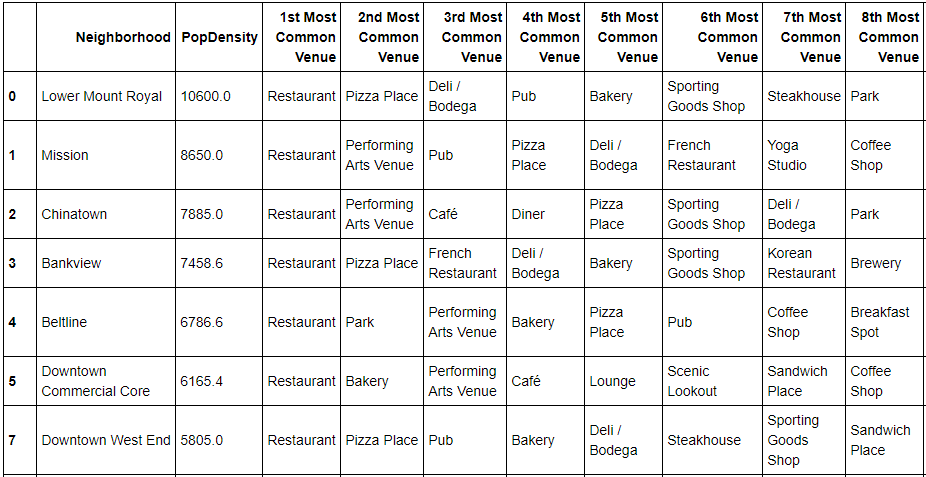 Neighborhood PopDensity 1st Most Common Venue 2nd Most Common Venue 3rd Most Common Venue 4th Most Common Venue 5th Most Common Venue 6th Most Common Venue 7th Most Common Venue 8th Most Common Venue
0 Lower Mount Royal 10600.0 Restaurant Pizza Place Deli / Bodega Pub Bakery Sporting Goods Shop Steakhouse Park
1 Mission 8650.0 Restaurant Performing Arts Venue Pub Pizza Place Deli / Bodega French Restaurant Yoga Studio Coffee Shop
2 Chinatown 7885.0 Restaurant Performing Arts Venue Café Diner Pizza Place Sporting Goods Shop Deli / Bodega Park
3 Bankview 7458.6 Restaurant Pizza Place French Restaurant Deli / Bodega Bakery Sporting Goods Shop Korean Restaurant Brewery
4 Beltline 6786.6 Restaurant Park Performing Arts Venue Bakery Pizza Place Pub Coffee Shop Breakfast Spot
5 Downtown Commercial Core 6165.4 Restaurant Bakery Performing Arts Venue Café Lounge Scenic Lookout Sandwich Place Coffee Shop
7 Downtown West End 5805.0 Restaurant Pizza Place Pub Bakery Deli / Bodega Steakhouse Sporting Goods Shop Sandwich Place